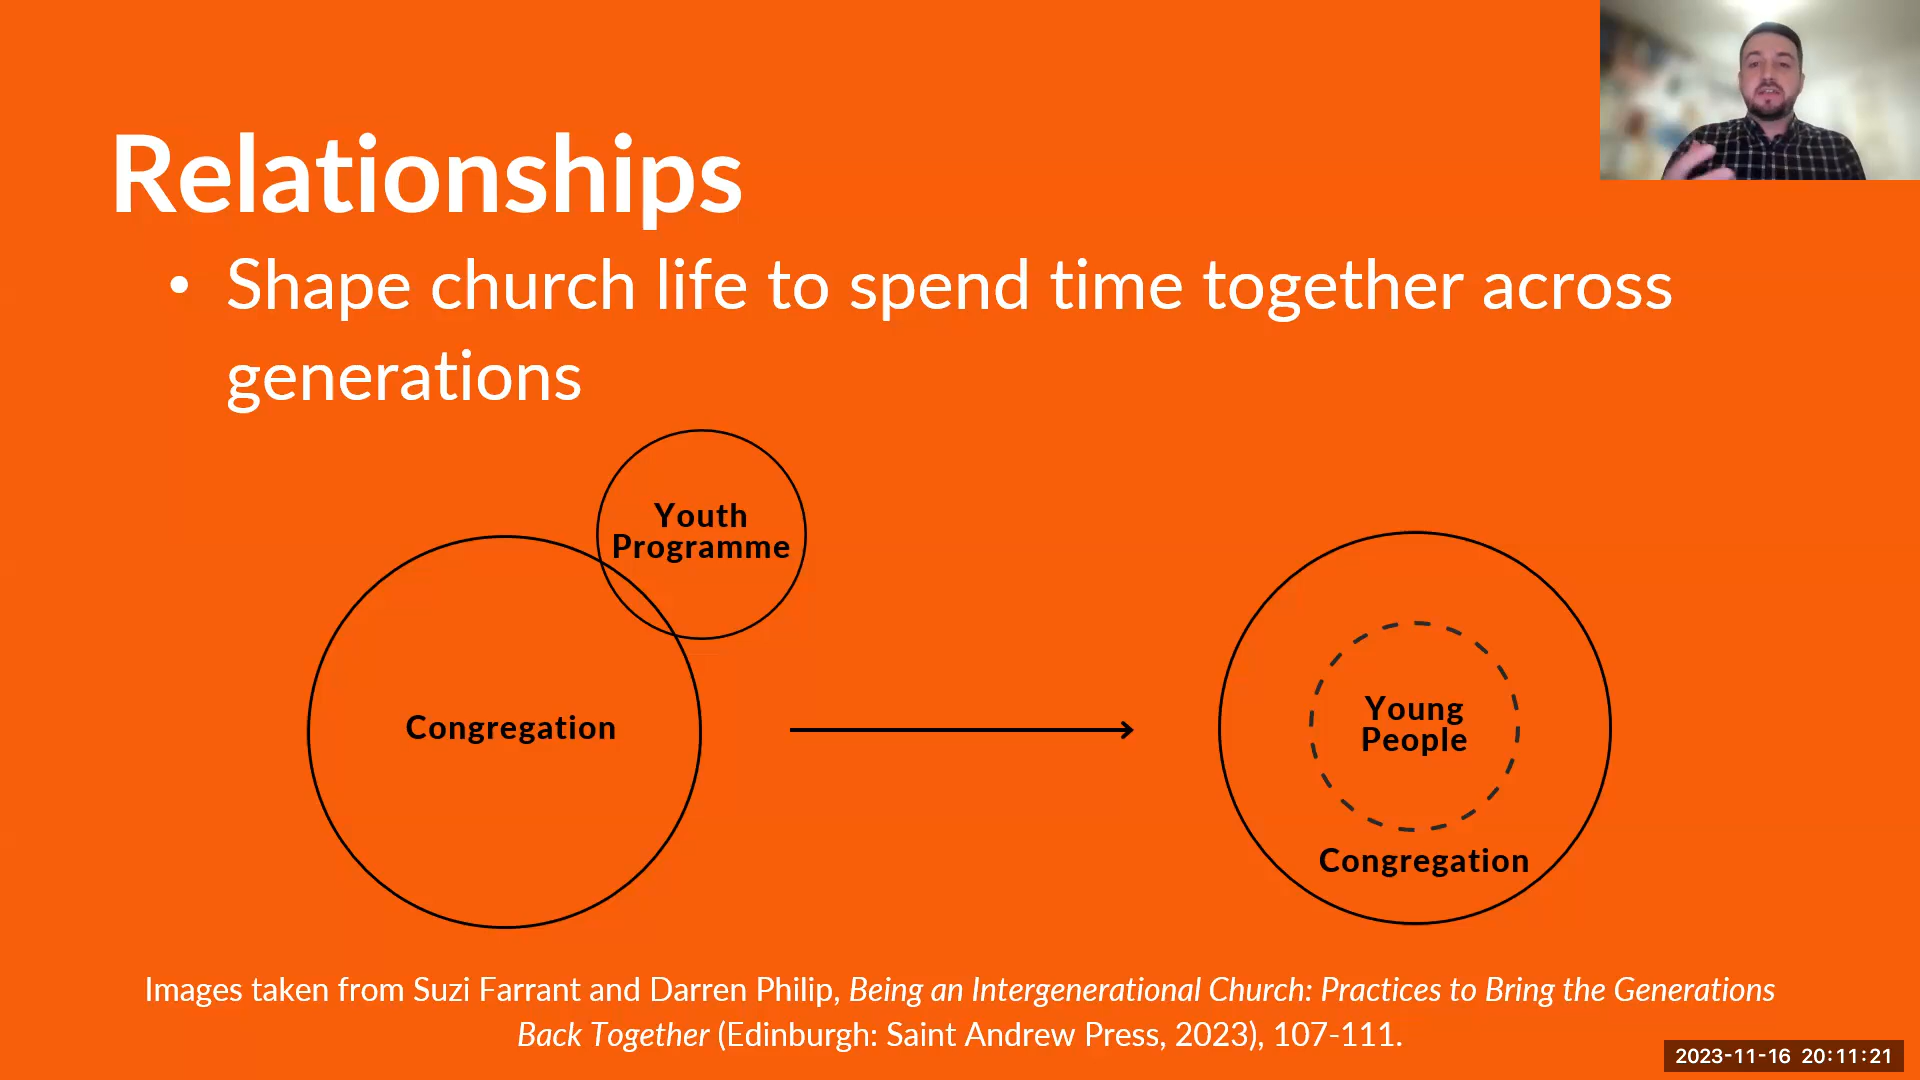 Relationships
• Shape church life to spend time together across
generations
Youth
Programme
Congregation
Young
People
Congregation
Images taken from Suzi Farrant and Darren Philip, Being an Intergenerational Church: Practices to Bring the Generations
Back Together (Edinburgh: Saint Andrew Press, 2023), 107-111.
2023-11-16 20:11:21